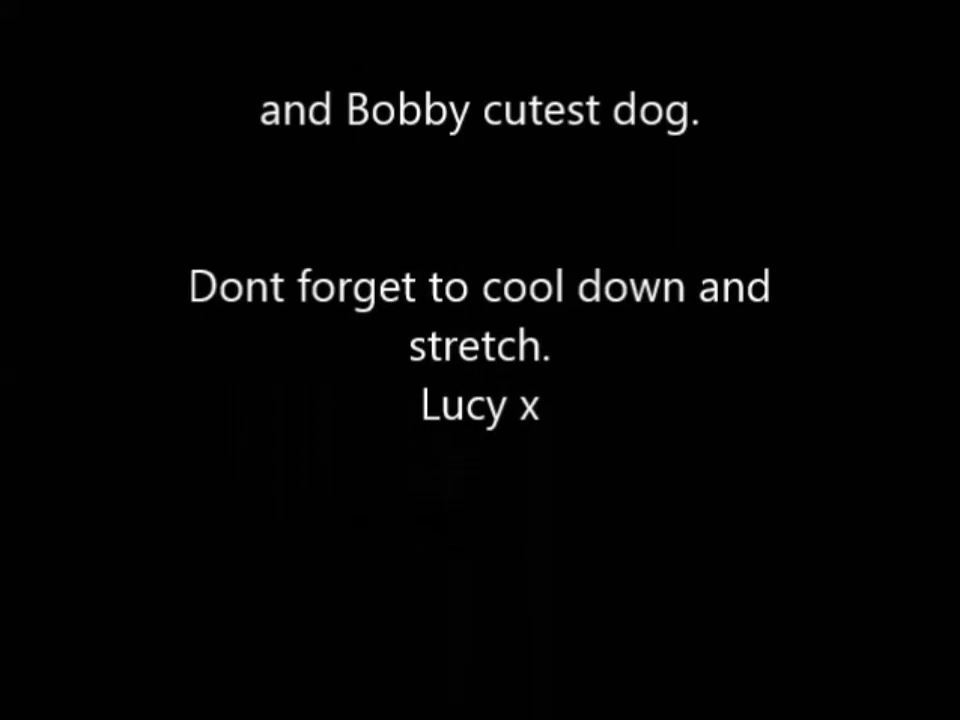 and Bobby cutest dog.
Dont forget to cool down and
stretch.
Lucy x